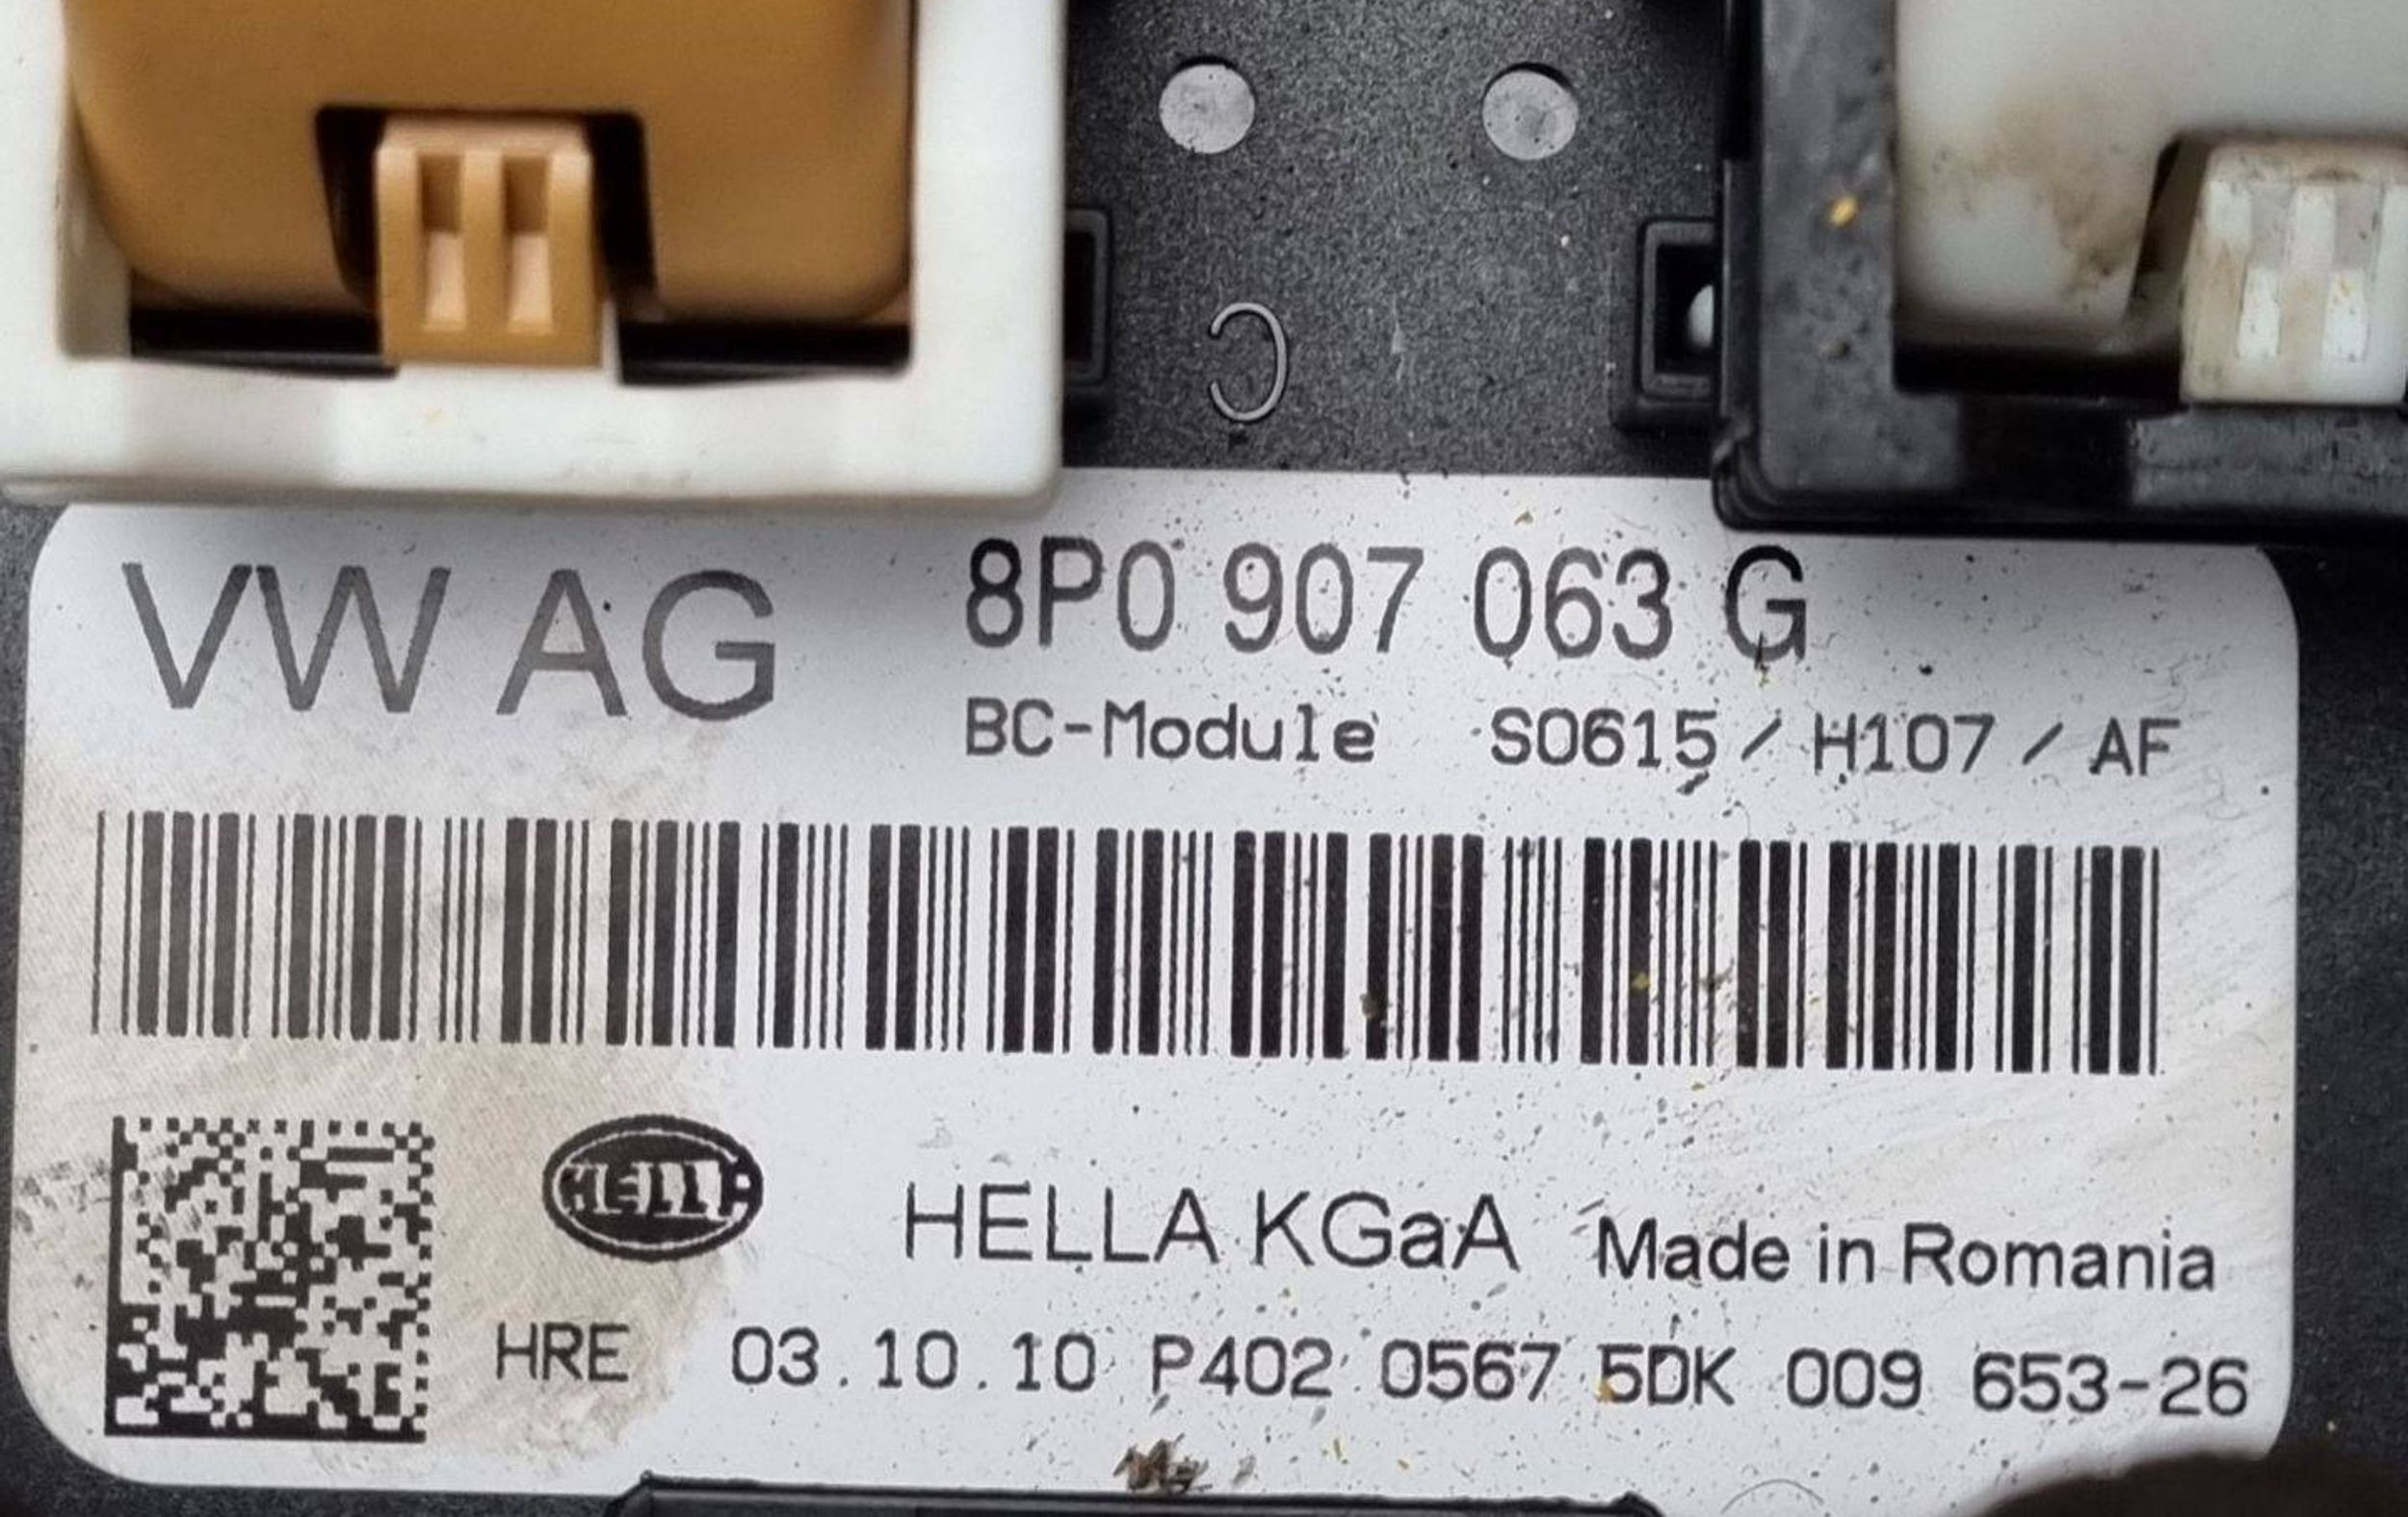 C
VW AG 8P0 907 063 G
BC-Module S0615 / H107 / AF
HELLA
HELLA KGaA Made in Romania
HRE 03.10.10 P402 0567 5DK 009 653-26